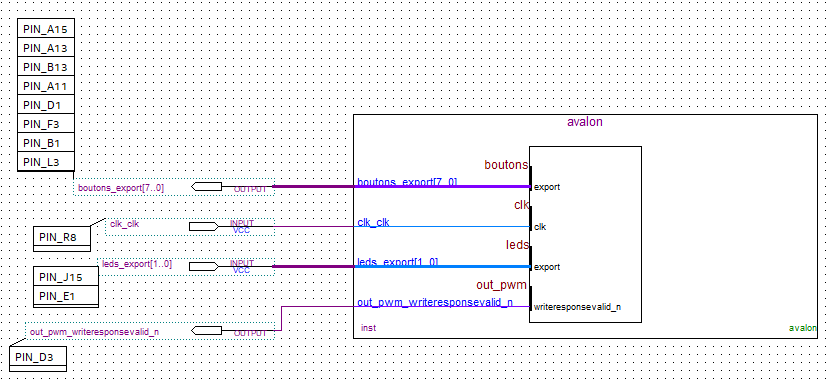 PIN_A15
PIN_A13
PIN_B13
PIN_A11
PIN_D1
PIN_F3
PIN_B1
PIN_L3
boutons_export[7..0]
OUTPUT
clk_clk
INPUT
VCC
PIN_R8
leds_export[1..0]
INPUT
VCC
PIN_J15
PIN_E1
out_pwm_writeresponsevalid_n
OUTPUT
PIN_D3
avalon
boutons
boutons_export[7..0]
export
clk
clk_clk
clk
leds
leds_export[1..0]
export
out_pwm
out_pwm_writeresponsevalid_n
writeresponsevalid_n
inst
avalon